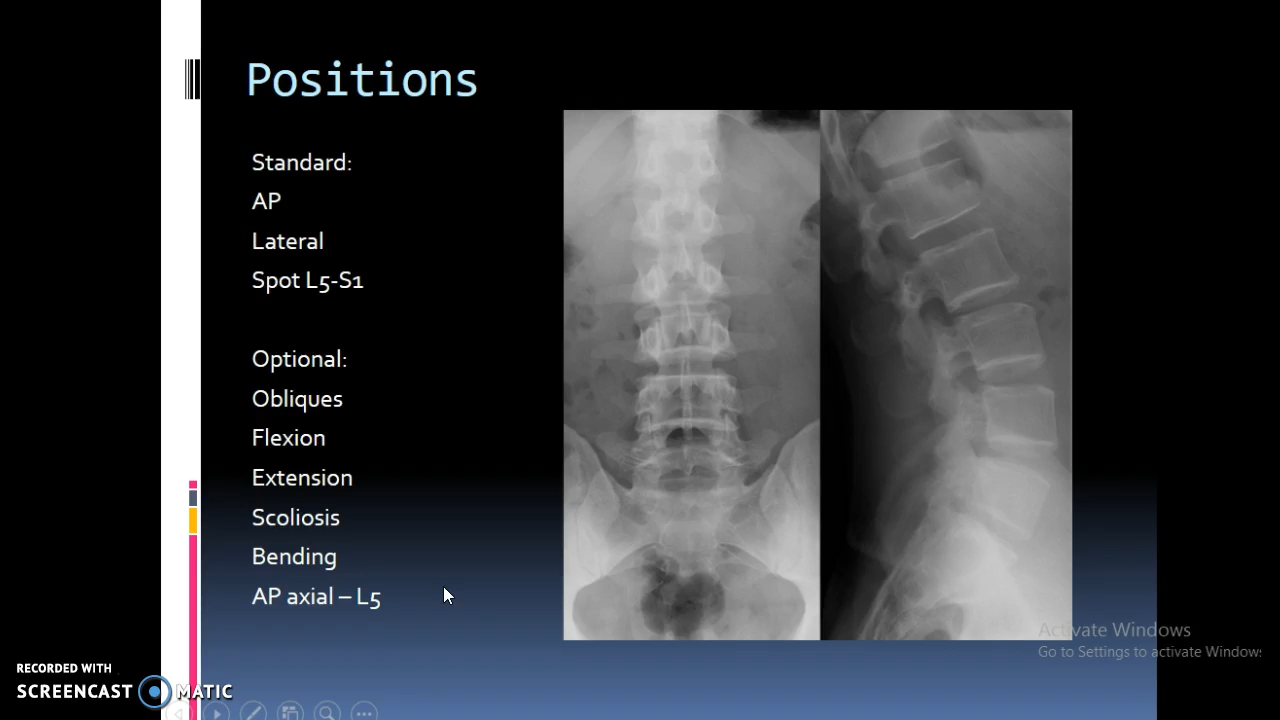 Positions
Standard:
AP
Lateral
Spot L5-S1
Optional:
Obliques
Flexion
Extension
Scoliosis
Bending
AP axial – L5
Activate Windows
Go to Settings to activate Windows
RECORDED WITH
SCREENCAST MATIC